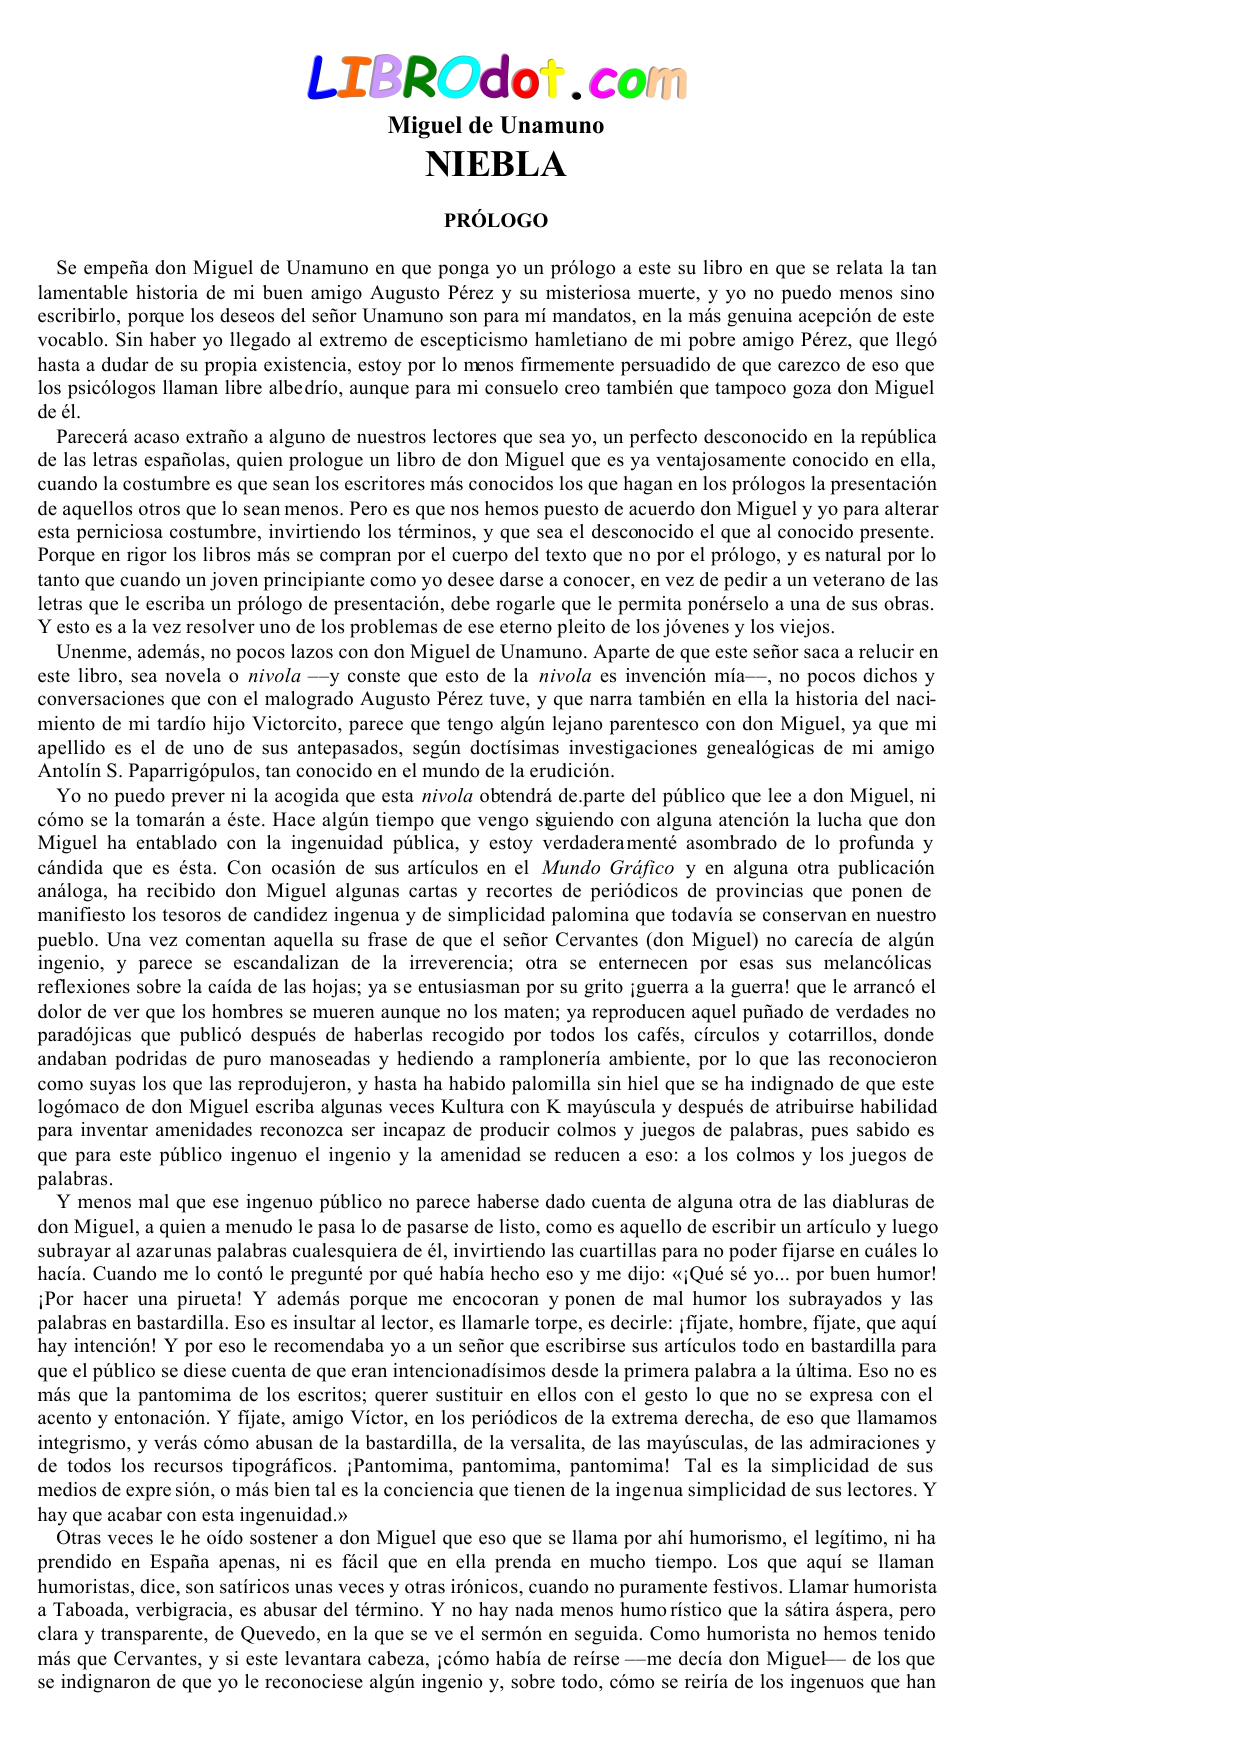 LIBROdot.com
Miguel de Unamuno
NIEBLA
PRÓLOGO
Se empeña don Miguel de Unamuno en que ponga yo un prólogo a este su libro en que se relata la tan
lamentable historia de mi buen amigo Augusto Pérez y su misteriosa muerte, y yo no puedo menos sino
escribirlo, porque los deseos del señor Unamuno son para mí mandatos, en la más genuina acepción de este
vocablo. Sin haber yo llegado al extremo de escepticismo hamletiano de mi pobre amigo Pérez, que llegó
hasta a dudar de su propia existencia, estoy por lo menos firmemente persuadido de que carezco de eso que
los psicólogos llaman libre albedrío, aunque para mi consuelo creo también que tampoco goza don Miguel
de él.
Parecerá acaso extraño a alguno de nuestros lectores que sea yo, un perfecto desconocido en la república
de las letras españolas, quien prologue un libro de don Miguel que es ya ventajosamente conocido en ella,
cuando la costumbre es que sean los escritores más conocidos los que hagan en los prólogos la presentación
de aquellos otros que lo sean menos. Pero es que nos hemos puesto de acuerdo don Miguel y yo para alterar
esta perniciosa costumbre, invirtiendo los términos, y que sea el desconocido el que al conocido presente.
Porque en rigor los libros más se compran por el cuerpo del texto que no por el prólogo, y es natural por lo
tanto que cuando un joven principiante como yo desee darse a conocer, en vez de pedir a un veterano de las
letras que le escriba un prólogo de presentación, debe rogarle que le permita ponérselo a una de sus obras.
Y esto es a la vez resolver uno de los problemas de ese eterno pleito de los jóvenes y los viejos.
Unenme, además, no pocos lazos con don Miguel de Unamuno. Aparte de que este señor saca a relucir en
este libro, sea novela o nivola —y conste que esto de la nivola es invención mía—, no pocos dichos y
conversaciones que con el malogrado Augusto Pérez tuve, y que narra también en ella la historia del naci-
miento de mi tardío hijo Victorcito, parece que tengo algún lejano parentesco con don Miguel, ya que mi
apellido es el de uno de sus antepasados, según doctísimas investigaciones genealógicas de mi amigo
Antolín S. Paparrigópulos, tan conocido en el mundo de la erudición.
Yo no puedo prever ni la acogida que esta nivola obtendrá de.parte del público que lee a don Miguel, ni
cómo se la tomarán a éste. Hace algún tiempo que vengo siguiendo con alguna atención la lucha que don
Miguel ha entablado con la ingenuidad pública, y estoy verdaderamenté asombrado de lo profunda y
cándida que es ésta. Con ocasión de sus artículos en el Mundo Gráfico y en alguna otra publicación
análoga, ha recibido don Miguel algunas cartas y recortes de periódicos de provincias que ponen de
manifiesto los tesoros de candidez ingenua y de simplicidad palomina que todavía se conservan en nuestro
pueblo. Una vez comentan aquella su frase de que el señor Cervantes (don Miguel) no carecía de algún
ingenio, y parece se escandalizan de la irreverencia; otra se enternecen por esas sus melancólicas
reflexiones sobre la caída de las hojas; ya se entusiasman por su grito ¡guerra a la guerra! que le arrancó el
dolor de ver que los hombres se mueren aunque no los maten; ya reproducen aquel puñado de verdades no
paradójicas que publicó después de haberlas recogido por todos los cafés, círculos y cotarrillos, donde
andaban podridas de puro manoseadas y hediendo a ramplonería ambiente, por lo que las reconocieron
como suyas los que las reprodujeron, y hasta ha habido palomilla sin hiel que se ha indignado de que este
logómaco de don Miguel escriba algunas veces Kultura con K mayúscula y después de atribuirse habilidad
para inventar amenidades reconozca ser incapaz de producir colmos y juegos de palabras, pues sabido es
que para este público ingenuo el ingenio y la amenidad se reducen a eso: a los colmos y los juegos de
palabras.
Y menos mal que ese ingenuo público no parece haberse dado cuenta de alguna otra de las diabluras de
don Miguel, a quien a menudo le pasa lo de pasarse de listo, como es aquello de escribir un artículo y luego
subrayar al azar unas palabras cualesquiera de él, invirtiendo las cuartillas para no poder fijarse en cuáles lo
hacía. Cuando me lo contó le pregunté por qué había hecho eso y me dijo: «¡Qué sé yo... por buen humor!
¡Por hacer una pirueta! Y además porque me encocoran y ponen de mal humor los subrayados y las
palabras en bastardilla. Eso es insultar al lector, es llamarle torpe, es decirle: ¡fíjate, hombre, fíjate, que aquí
hay intención! Y por eso le recomendaba yo a un señor que escribirse sus artículos todo en bastardilla para
que el público se diese cuenta de que eran intencionadísimos desde la primera palabra a la última. Eso no es
más que la pantomima de los escritos; querer sustituir en ellos con el gesto lo que no se expresa con el
acento y entonación. Y fíjate, amigo Víctor, en los periódicos de la extrema derecha, de eso que llamamos
integrismo, y verás cómo abusan de la bastardilla, de la versalita, de las mayúsculas, de las admiraciones y
de todos los recursos tipográficos. ¡Pantomima, pantomima, pantomima! Tal es la simplicidad de sus
medios de expresión, o más bien tal es la conciencia que tienen de la ingenua simplicidad de sus lectores. Y
hay que acabar con esta ingenuidad.»
Otras veces le he oído sostener a don Miguel que eso que se llama por ahí humorismo, el legítimo, ni ha
prendido en España apenas, ni es fácil que en ella prenda en mucho tiempo. Los que aquí se llaman
humoristas, dice, son satíricos unas veces y otras irónicos, cuando no puramente festivos. Llamar humorista
a Taboada, verbigracia, es abusar del término. Y no hay nada menos humorístico que la sátira áspera, pero
clara y transparente, de Quevedo, en la que se ve el sermón en seguida. Como humorista no hemos tenido
más que Cervantes, y si este levantara cabeza, ¡cómo había de reírse —me decía don Miguel— de los que
se indignaron de que yo le reconociese algún ingenio y, sobre todo, cómo se reiría de los ingenuos que han